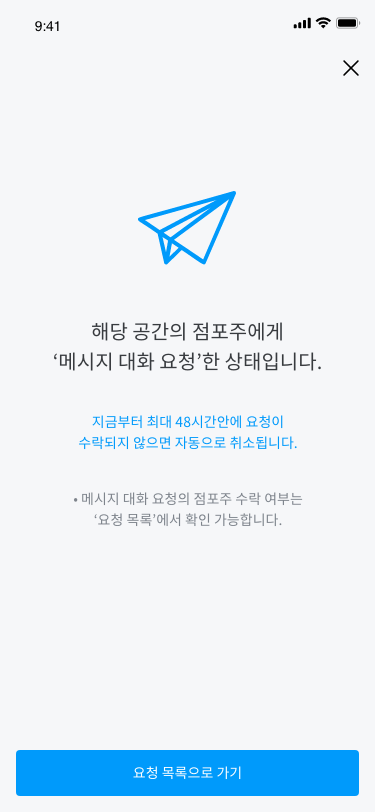 9:41
해당 공간의 점포주에게
‘메시지 대화 요청’한 상태입니다.
지금부터 최대 48시간안에 요청이
수락되지 않으면 자동으로 취소됩니다.
• 메시지 대화 요청의 점포주 수락 여부는
‘요청 목록’에서 확인 가능합니다.
요청 목록으로 가기